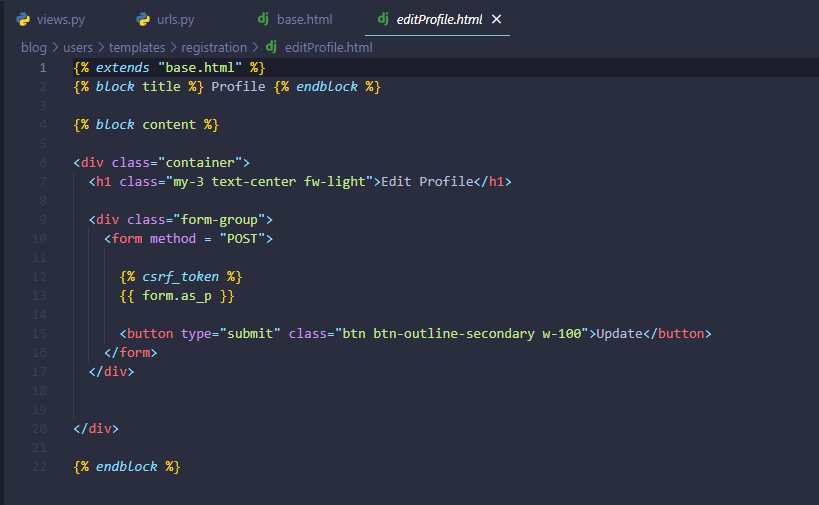 views.py urls.py dj base.html dj editProfile.html ×
blog > users > templates > registration > dj editProfile.html
1 {% extends "base.html" %}
2 {% block title %} Profile {% endblock %}
3
4 {% block content %}
5
6 <div class="container">
7 <h1 class="my-3 text-center fw-light">Edit Profile</h1>
8
9 <div class="form-group">
10 <form method = "POST">
11
12 {% csrf_token %}
13 {{ form.as_p }}
14
15 <button type="submit" class="btn btn-outline-secondary w-100">Update</button>
16 </form>
17 </div>
18
19
20 </div>
21
22 {% endblock %}